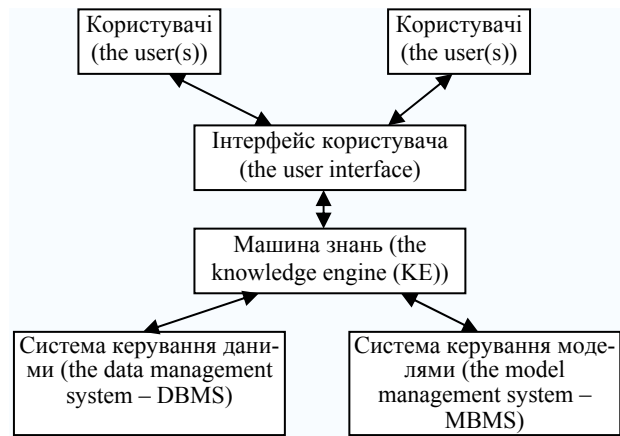 Користувачі
(the user(s))
Користувачі
(the user(s))
Інтерфейс користувача
(the user interface)
Машина знань (the
knowledge engine (KE))
Система керування дани-
ми (the data management
system – DBMS)
Система керування моде-
лями (the model
management system –
MBMS)